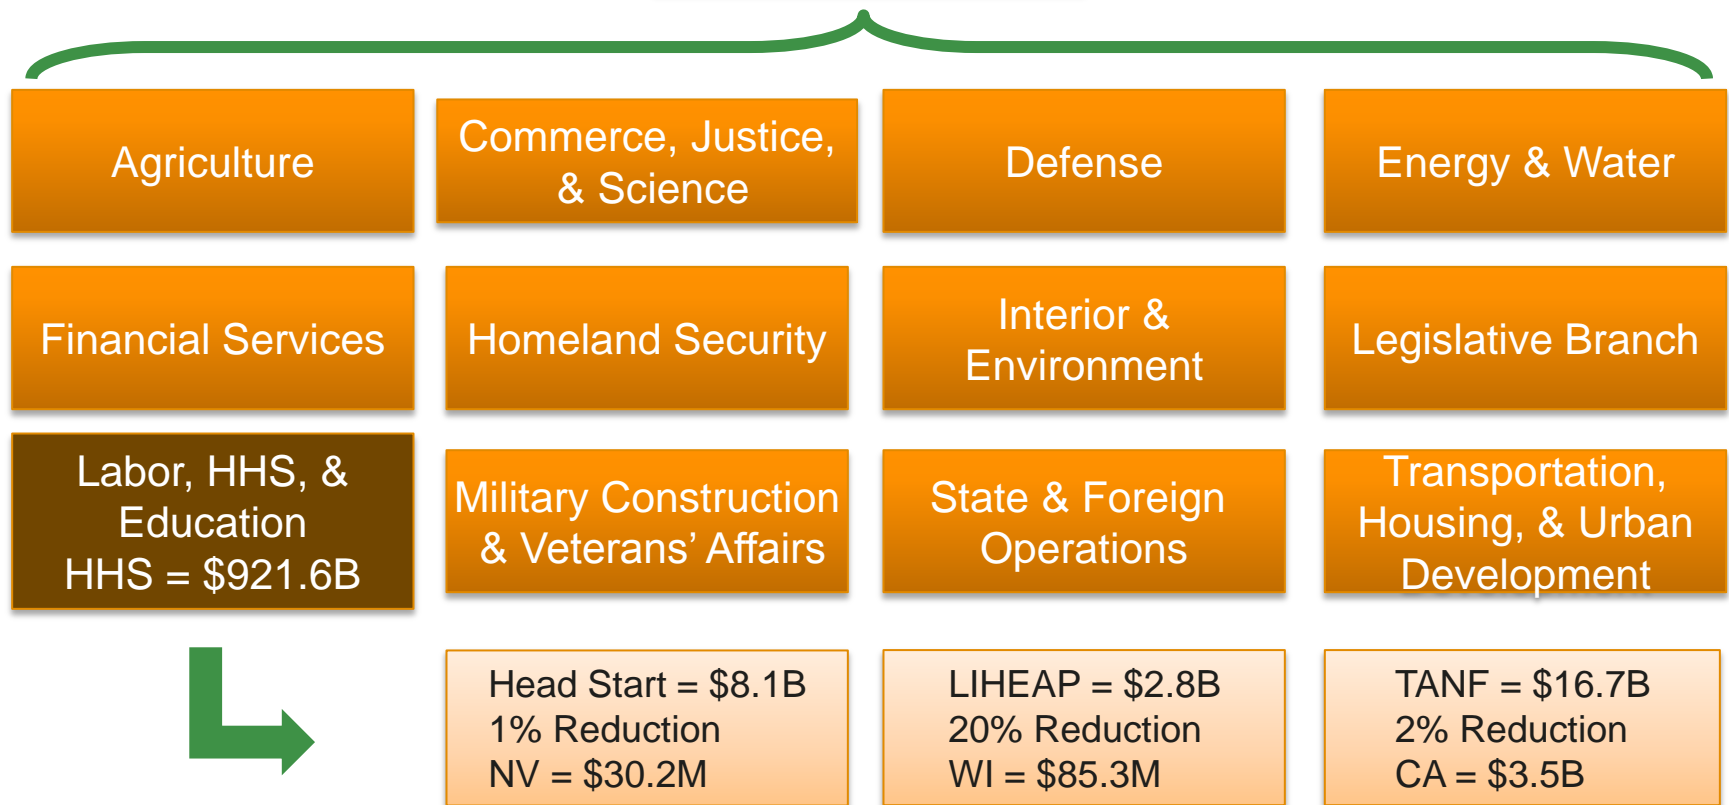 Agriculture
Commerce, Justice,
& Science
Defense
Energy & Water
Financial Services
Homeland Security
Interior &
Environment
Legislative Branch
Labor, HHS, &
Education
HHS = $921.6B
Military Construction
& Veterans’ Affairs
State & Foreign
Operations
Transportation,
Housing, & Urban
Development
Head Start = $8.1B
1% Reduction
NV = $30.2M
LIHEAP = $2.8B
20% Reduction
WI = $85.3M
TANF = $16.7B
2% Reduction
CA = $3.5B